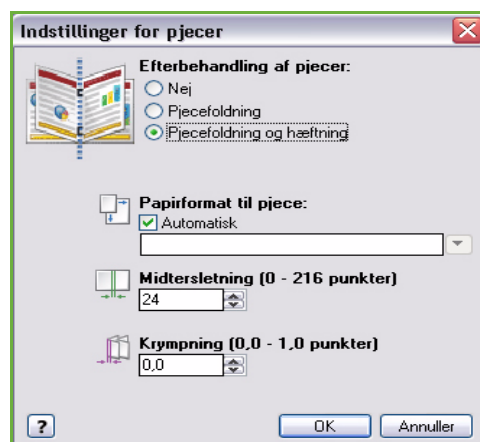 Indstillinger for pjecer
Efterbehandling af pjecer:
Nej
Pjecefoldning
Pjecefoldning og hæftning
Papirformat til pjece:
Automatisk
Midtersletning (0 - 216 punkter)
24
Krympning (0,0 - 1,0 punkter)
0,0
?
OK
Annuller